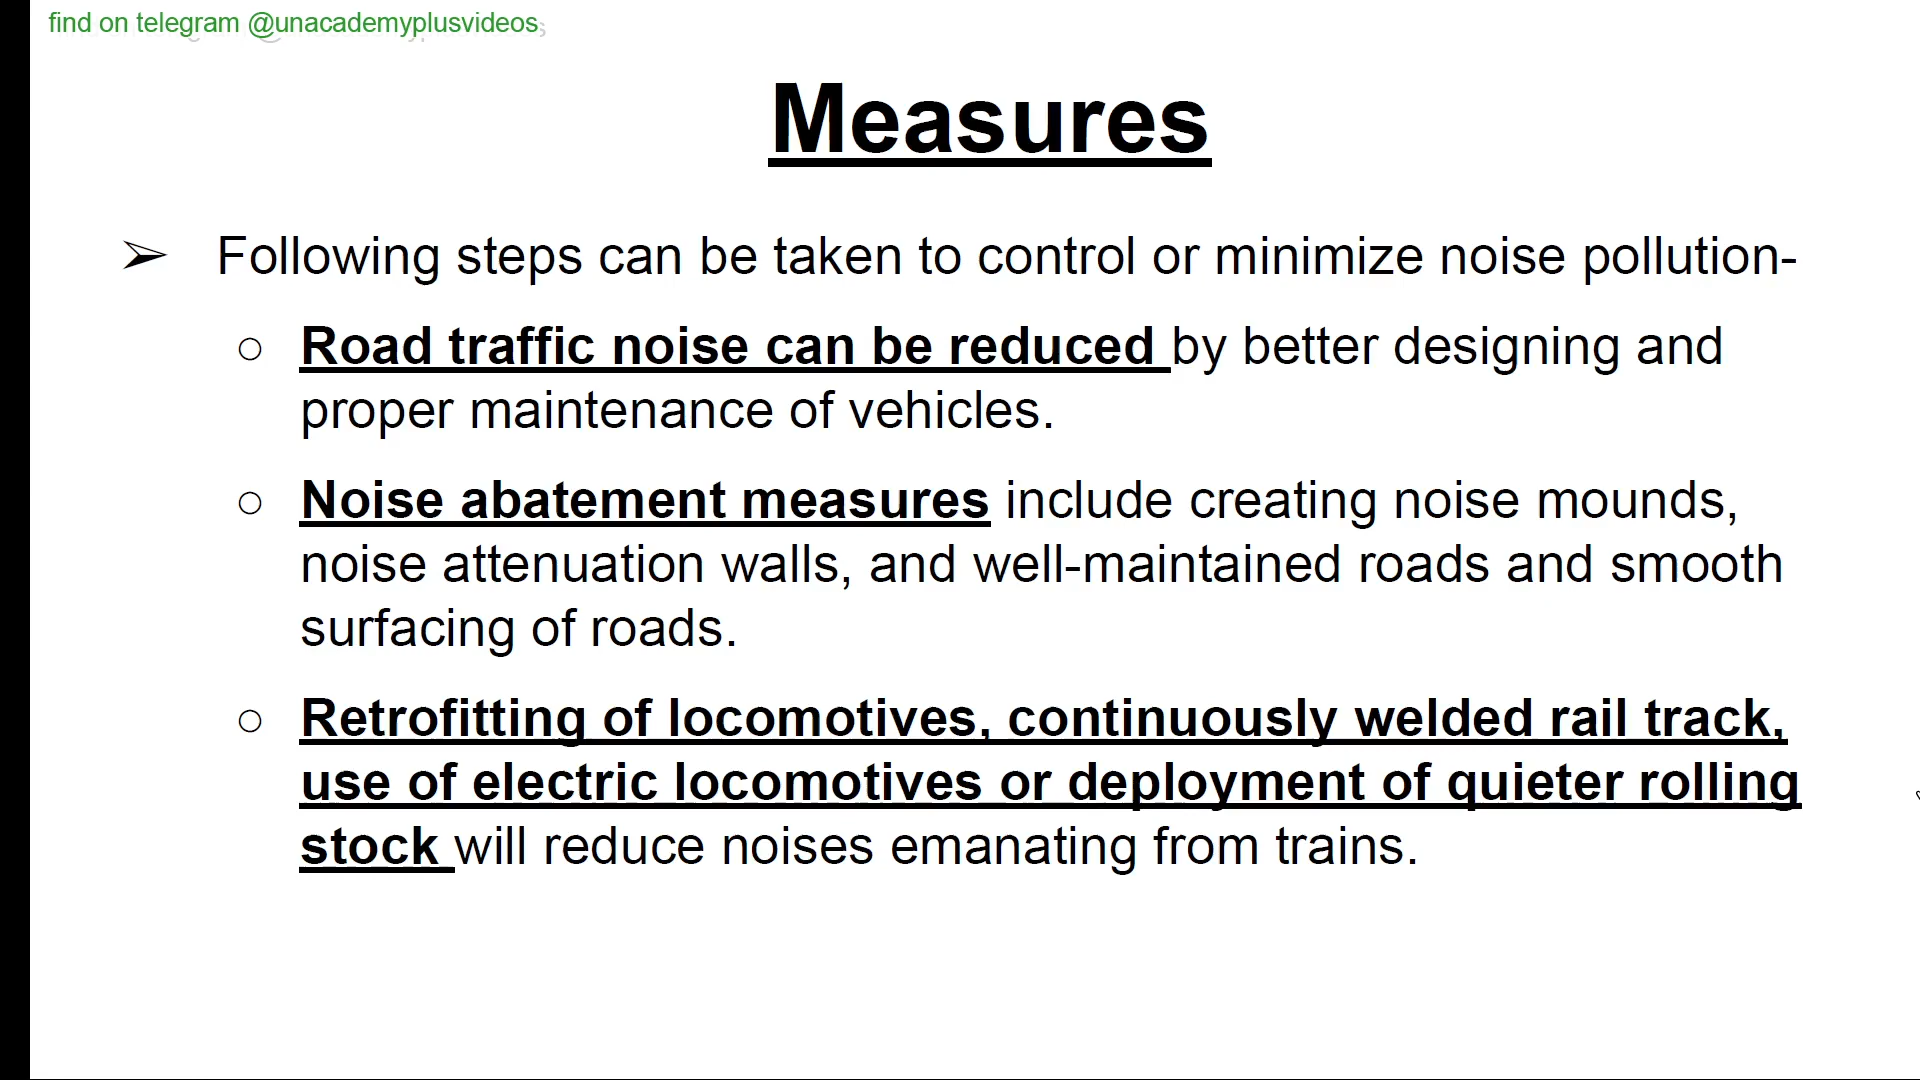 find on telegram @unacademyplusvideos
Measures
➢ Following steps can be taken to control or minimize noise pollution-
○ Road traffic noise can be reduced by better designing and
proper maintenance of vehicles.
○ Noise abatement measures include creating noise mounds,
noise attenuation walls, and well-maintained roads and smooth
surfacing of roads.
○ Retrofitting of locomotives, continuously welded rail track,
use of electric locomotives or deployment of quieter rolling
stock will reduce noises emanating from trains.